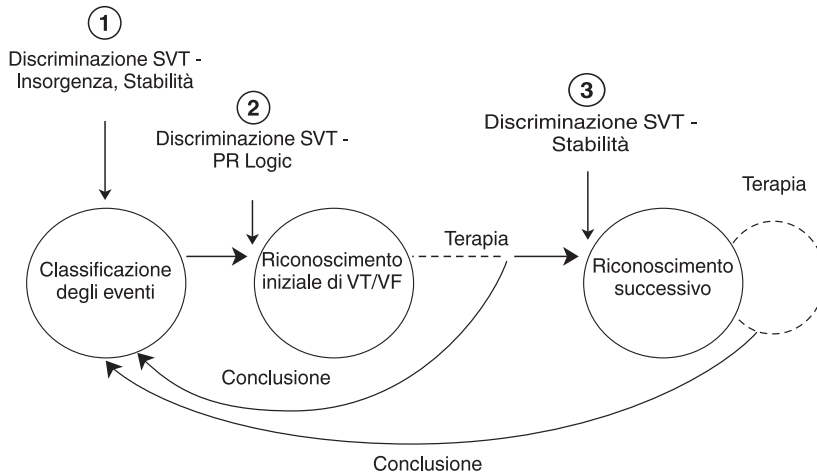 1
Discriminazione SVT -
Insorgenza, Stabilità
2
Discriminazione SVT -
PR Logic
3
Discriminazione SVT -
Stabilità
Terapia
Classificazione
degli eventi
Riconoscimento
iniziale di VT/VF
Terapia
Riconoscimento
successivo
Conclusione
Conclusione